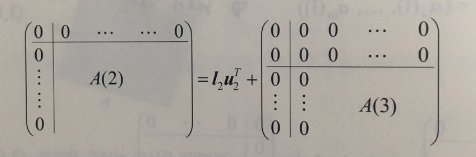 0 0 ⋯ ⋯ 0 0 0 0 ⋯ 0
0 0 0 0 ⋯ 0
⋮ A(2) = l₂u₂ᵀ + 0 0
⋮ ⋮ ⋮ A(3)
0 0 0